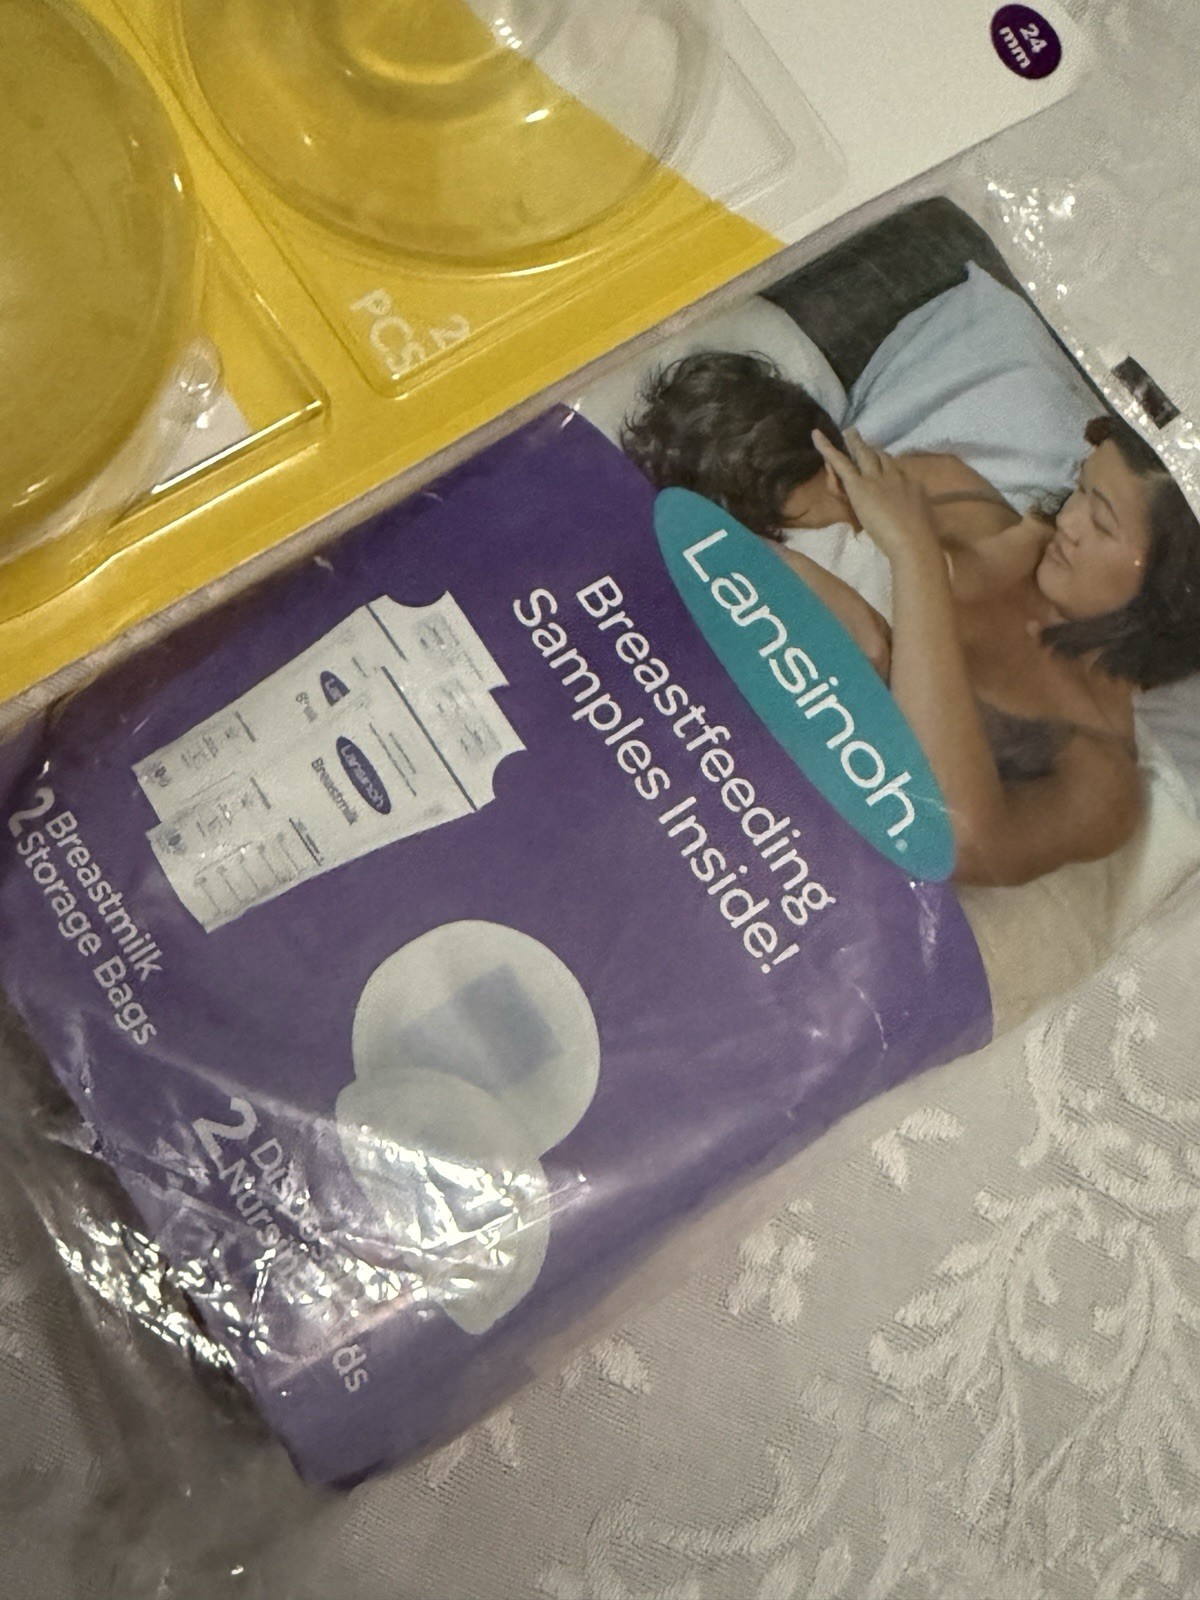 24
mm
2
PCS
Lansinoh
Breastfeeding
Samples Inside!
Lansinoh
Breastmilk
2 Breastmilk
Storage Bags
2